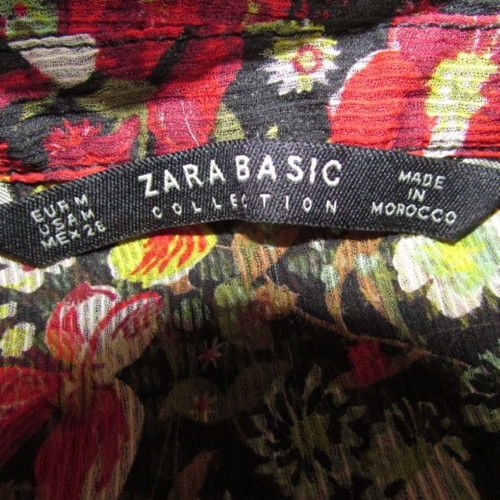 EUR M
USA M
MEX 28
ZARA BASIC
COLLECTION
MADE
IN
MOROCCO